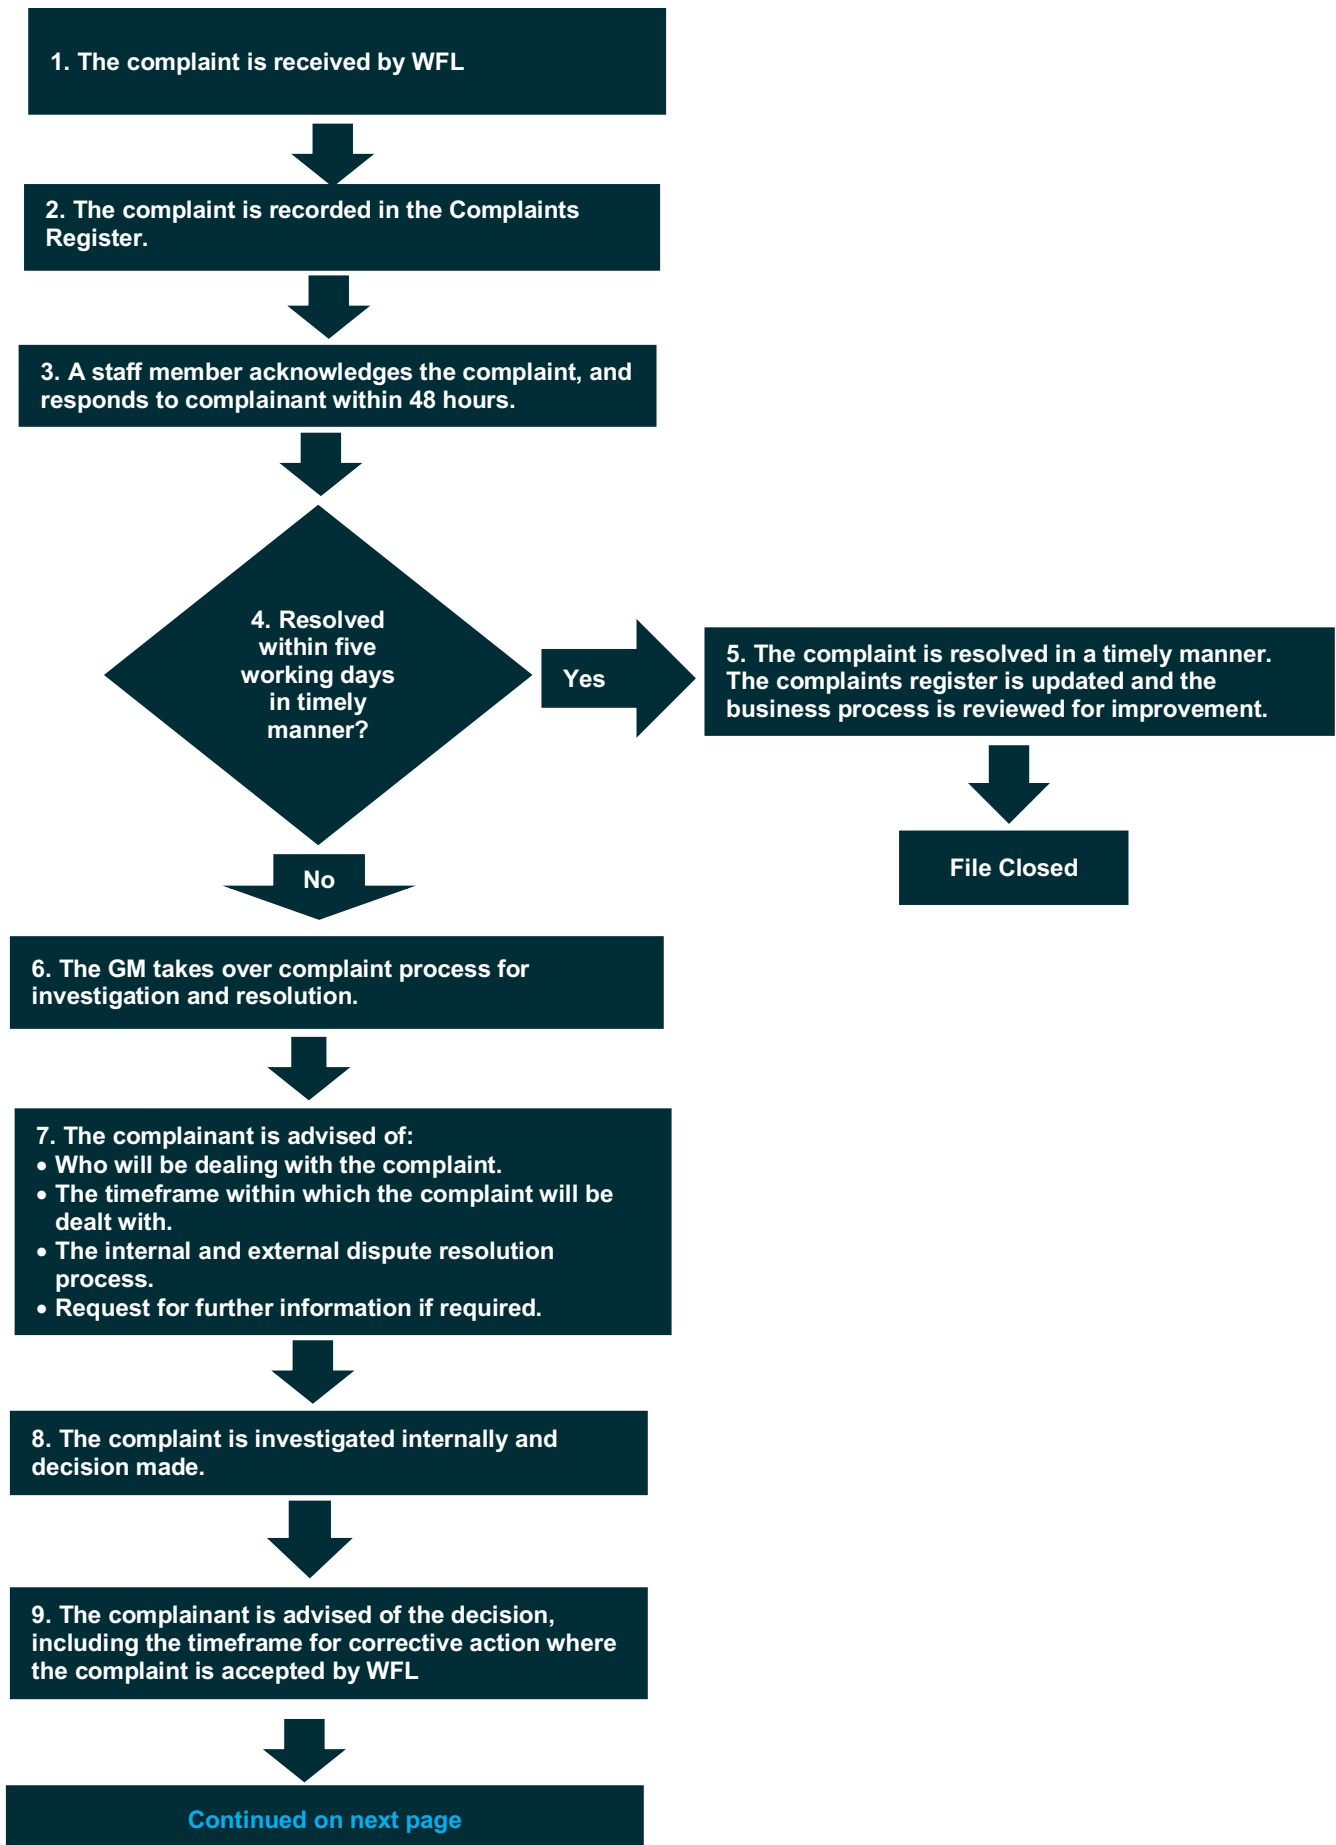 1. The complaint is received by WFL
2. The complaint is recorded in the Complaints
Register.
3. A staff member acknowledges the complaint, and
responds to complainant within 48 hours.
4. Resolved
within five
working days
in timely
manner?
Yes
5. The complaint is resolved in a timely manner.
The complaints register is updated and the
business process is reviewed for improvement.
File Closed
No
6. The GM takes over complaint process for
investigation and resolution.
7. The complainant is advised of:
• Who will be dealing with the complaint.
• The timeframe within which the complaint will be
dealt with.
• The internal and external dispute resolution
process.
• Request for further information if required.
8. The complaint is investigated internally and
decision made.
9. The complainant is advised of the decision,
including the timeframe for corrective action where
the complaint is accepted by WFL
Continued on next page